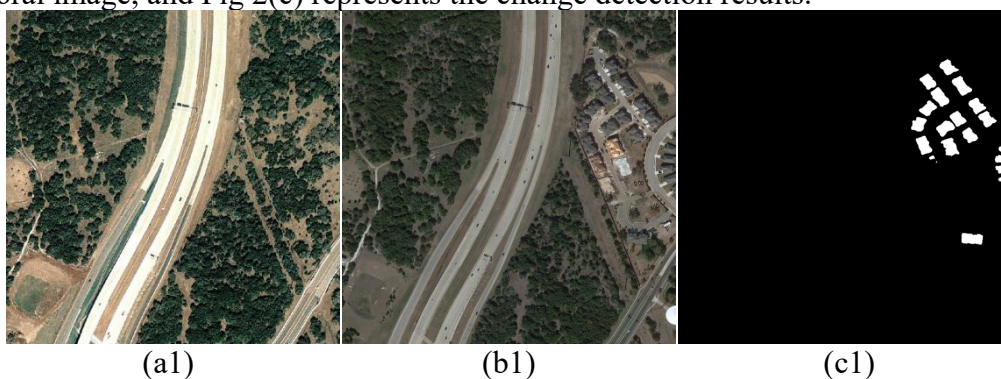 oral image, and Fig 2(c) represents the change detection results.
(a1) (b1) (c1)